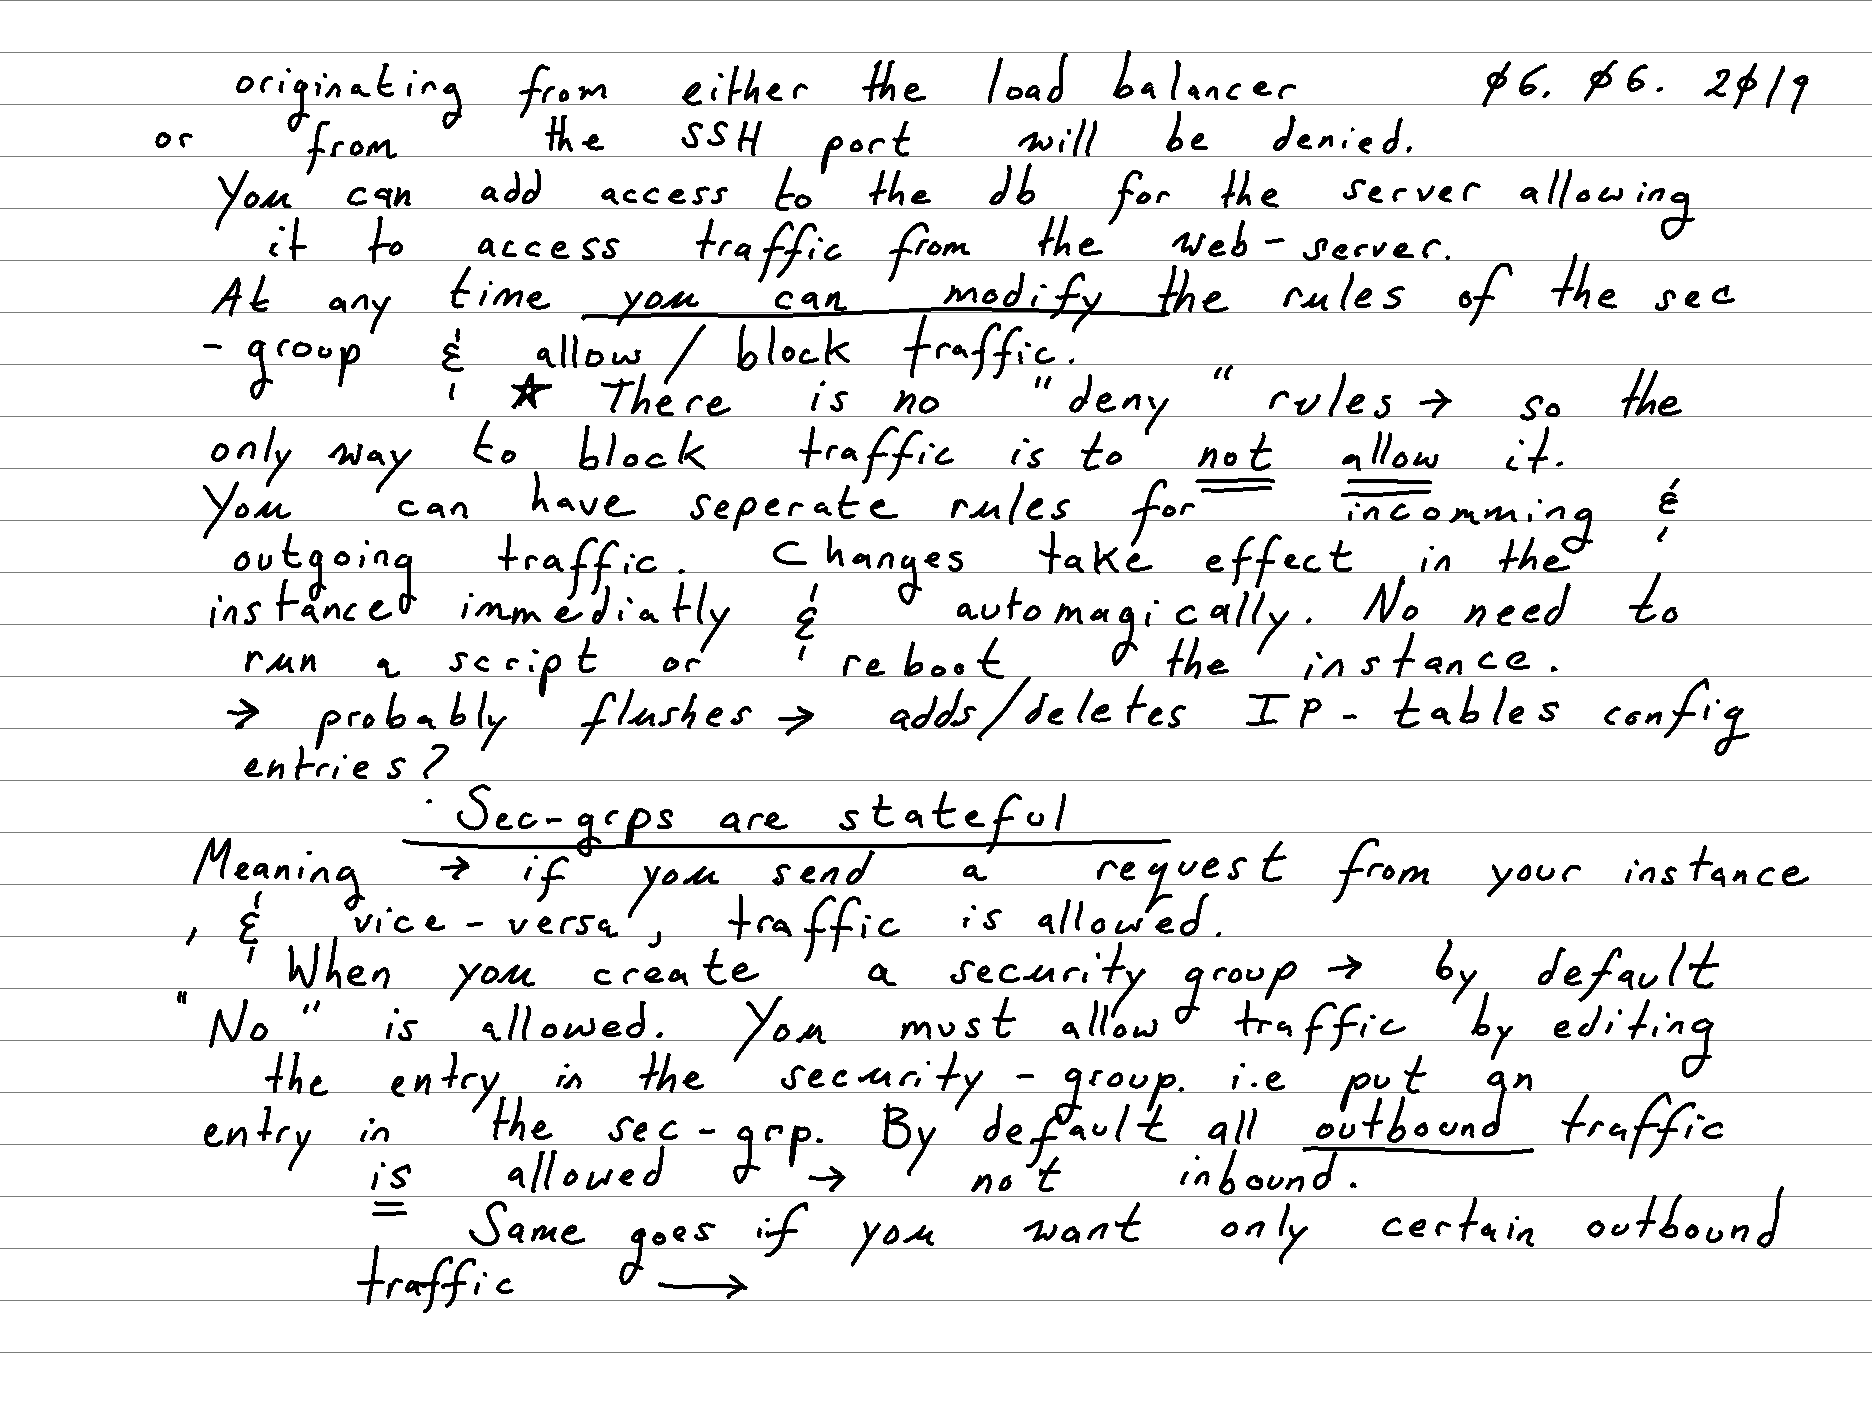 originating from either the load balancer ø6. ø6. 2ø19
or from the SSH port will be denied.
You can add access to the db for the server allowing
it to access traffic from the web-server.
At any time you can modify the rules of the sec
- group & allow / block traffic.
★ There is no "deny" rules → so the
only way to block traffic is to not allow it.
You can have seperate rules for incomming &
outgoing traffic. Changes take effect in the
instance immediatly & automagically. No need to
run a script or reboot the instance.
→ probably flushes → adds/deletes IP-tables config
entries?
Sec-grps are stateful
Meaning → if you send a request from your instance
, & vice-versa, traffic is allowed.
When you create a security group → by default
"No" is allowed. You must allow traffic by editing
the entry in the security-group. i.e put an
entry in the sec-grp. By default all outbound traffic
is allowed → not inbound.
Same goes if you want only certain outbound
traffic →